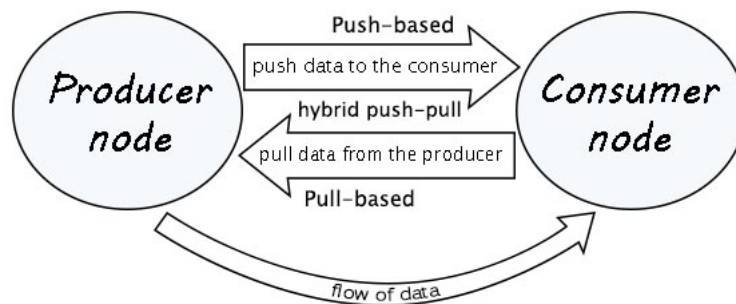 Push-based
push data to the consumer
Producer
node
Consumer
node
hybrid push-pull
pull data from the producer
Pull-based
flow of data